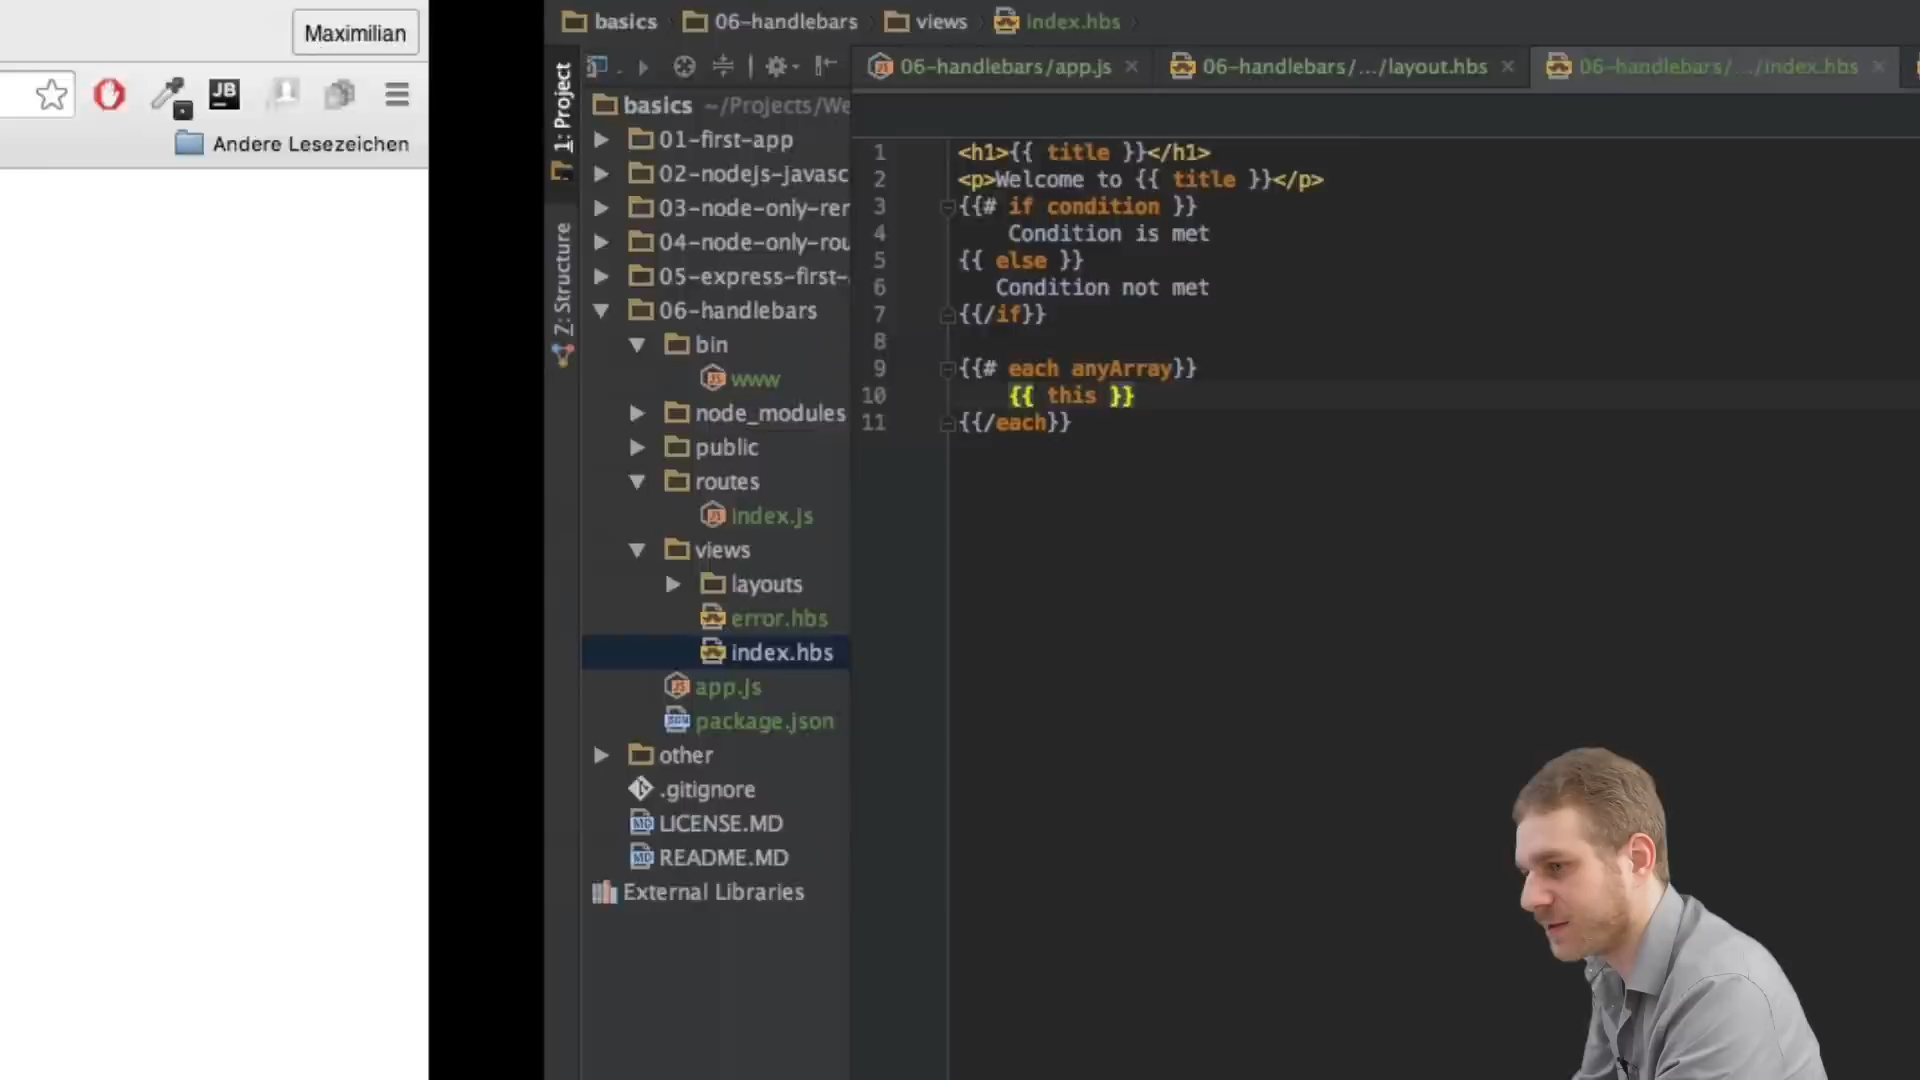 Maximilian
JB
Andere Lesezeichen
basics 06-handlebars views index.hbs
06-handlebars/app.js 06-handlebars/.../layout.hbs 06-handlebars/.../index.hbs
1: Project
7: Structure
basics ~/Projects/We
01-first-app
02-nodejs-javasc
03-node-only-rer
04-node-only-rou
05-express-first-
06-handlebars
bin
www
node_modules
public
routes
index.js
views
layouts
error.hbs
index.hbs
app.js
package.json
other
.gitignore
LICENSE.MD
README.MD
External Libraries
1 <h1>{{ title }}</h1>
2 <p>Welcome to {{ title }}</p>
3 {{# if condition }}
4 Condition is met
5 {{ else }}
6 Condition not met
7 {{/if}}
8
9 {{# each anyArray}}
10 {{ this }}
11 {{/each}}